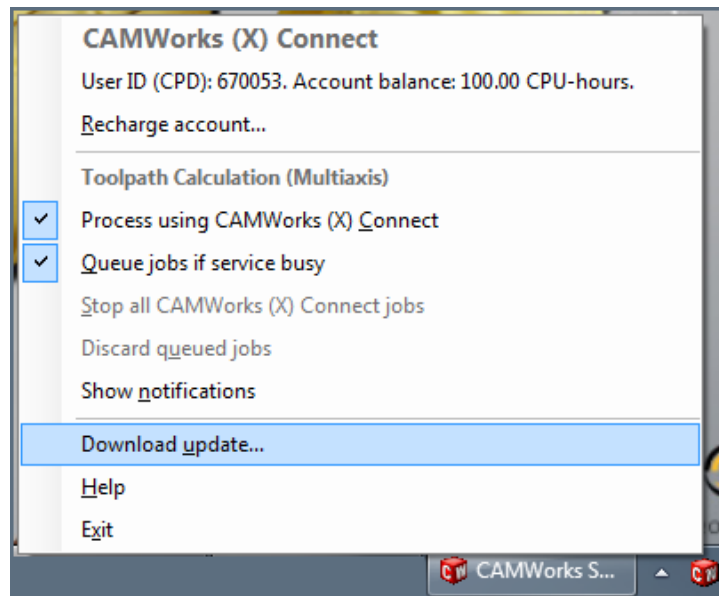 CAMWorks (X) Connect
User ID (CPD): 670053. Account balance: 100.00 CPU-hours.
Recharge account...
Toolpath Calculation (Multiaxis)
Process using CAMWorks (X) Connect
Queue jobs if service busy
Stop all CAMWorks (X) Connect jobs
Discard queued jobs
Show notifications
Download update...
Help
Exit
CW CAMWorks S... CW